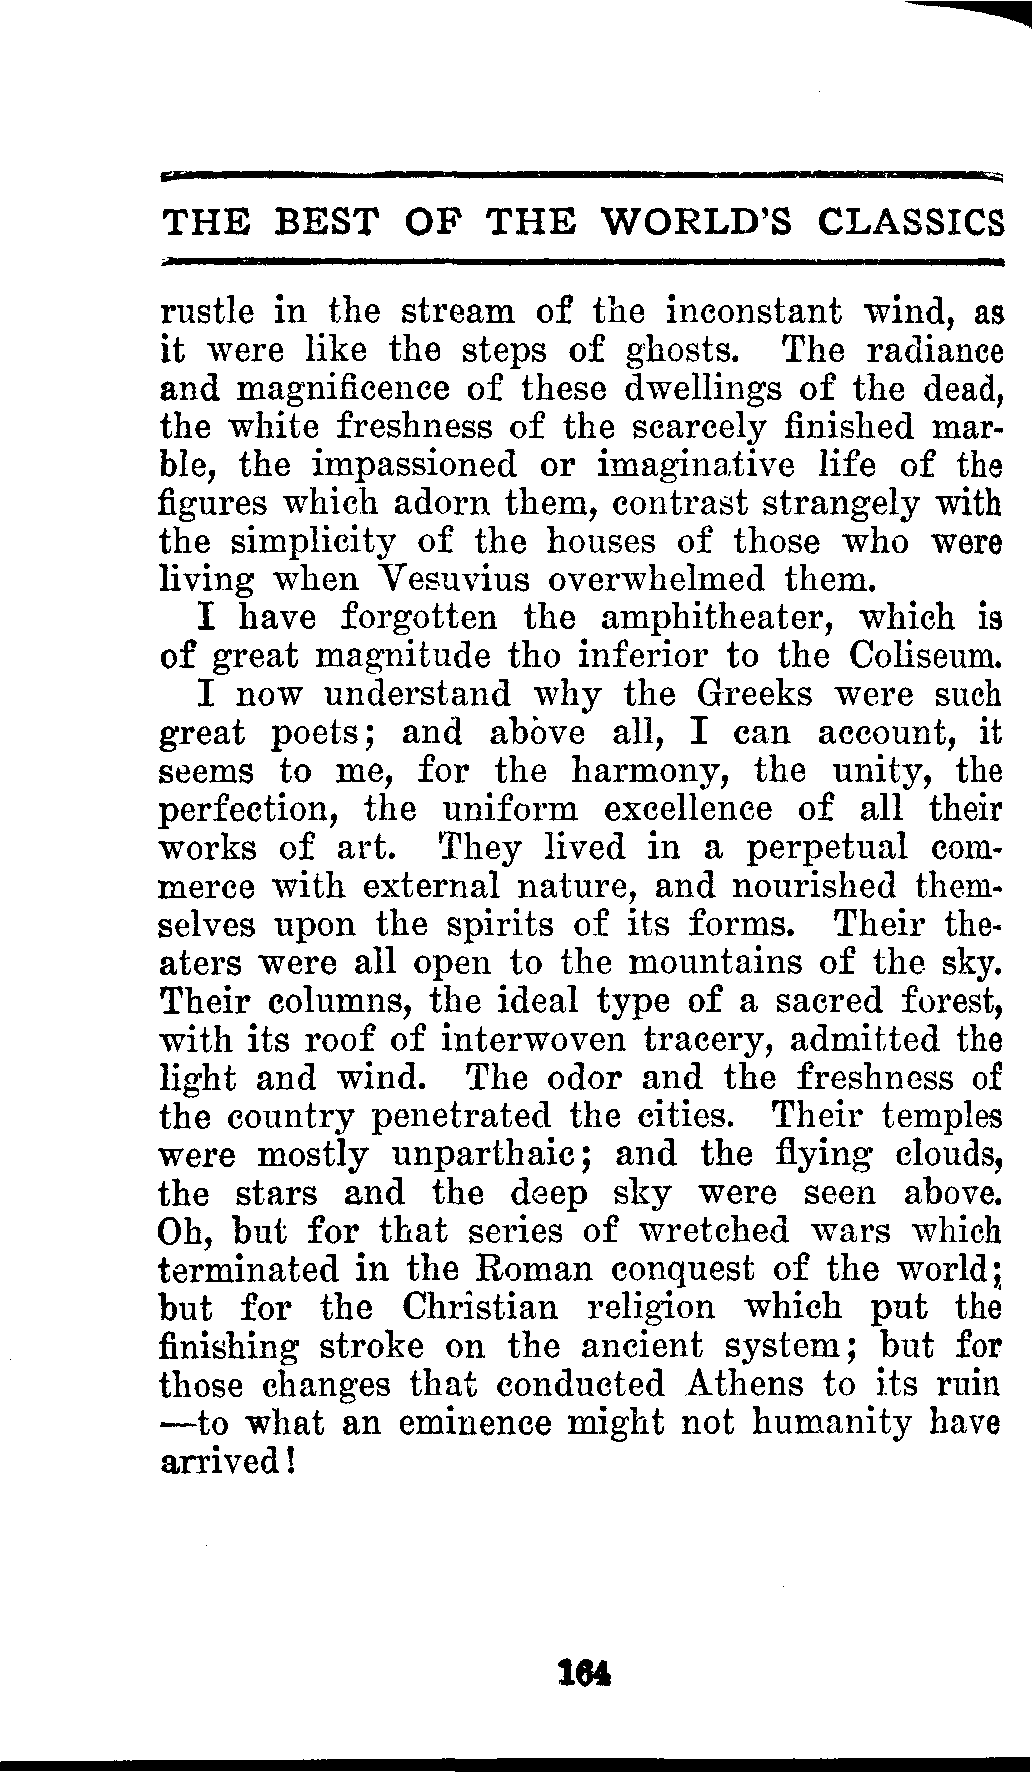 THE BEST OF THE WORLD'S CLASSICS
rustle in the stream of the inconstant wind, as
it were like the steps of ghosts. The radiance
and magnificence of these dwellings of the dead,
the white freshness of the scarcely finished mar-
ble, the impassioned or imaginative life of the
figures which adorn them, contrast strangely with
the simplicity of the houses of those who were
living when Vesuvius overwhelmed them.
I have forgotten the amphitheater, which is
of great magnitude tho inferior to the Coliseum.
I now understand why the Greeks were such
great poets; and above all, I can account, it
seems to me, for the harmony, the unity, the
perfection, the uniform excellence of all their
works of art. They lived in a perpetual com-
merce with external nature, and nourished them-
selves upon the spirits of its forms. Their the-
aters were all open to the mountains of the sky.
Their columns, the ideal type of a sacred forest,
with its roof of interwoven tracery, admitted the
light and wind. The odor and the freshness of
the country penetrated the cities. Their temples
were mostly unparthaic; and the flying clouds,
the stars and the deep sky were seen above.
Oh, but for that series of wretched wars which
terminated in the Roman conquest of the world;
but for the Christian religion which put the
finishing stroke on the ancient system; but for
those changes that conducted Athens to its ruin
—to what an eminence might not humanity have
arrived!
164